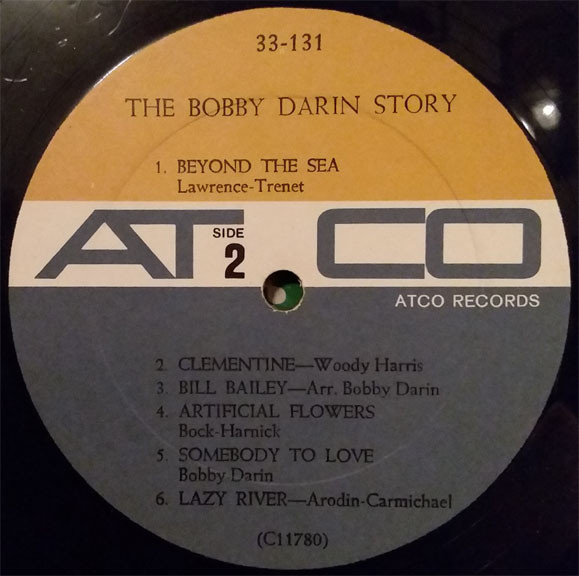 33-131
THE BOBBY DARIN STORY
1. BEYOND THE SEA
Lawrence-Trenet
ATCO
SIDE
2
ATCO RECORDS
2. CLEMENTINE—Woody Harris
3. BILL BAILEY—Arr. Bobby Darin
4. ARTIFICIAL FLOWERS
Bock-Harnick
5. SOMEBODY TO LOVE
Bobby Darin
6. LAZY RIVER—Arodin-Carmichael
(C11780)